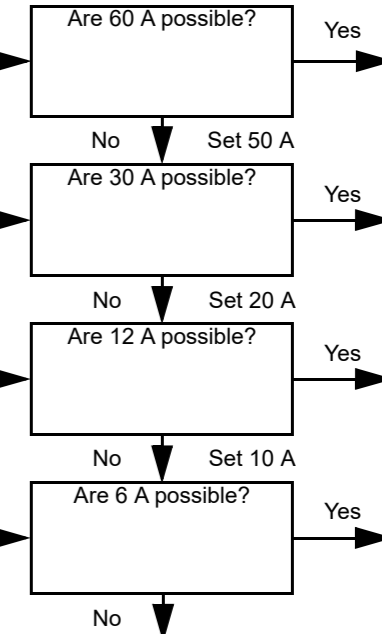 Are 60 A possible?
Yes
No Set 50 A
Are 30 A possible?
Yes
No Set 20 A
Are 12 A possible?
Yes
No Set 10 A
Are 6 A possible?
Yes
No